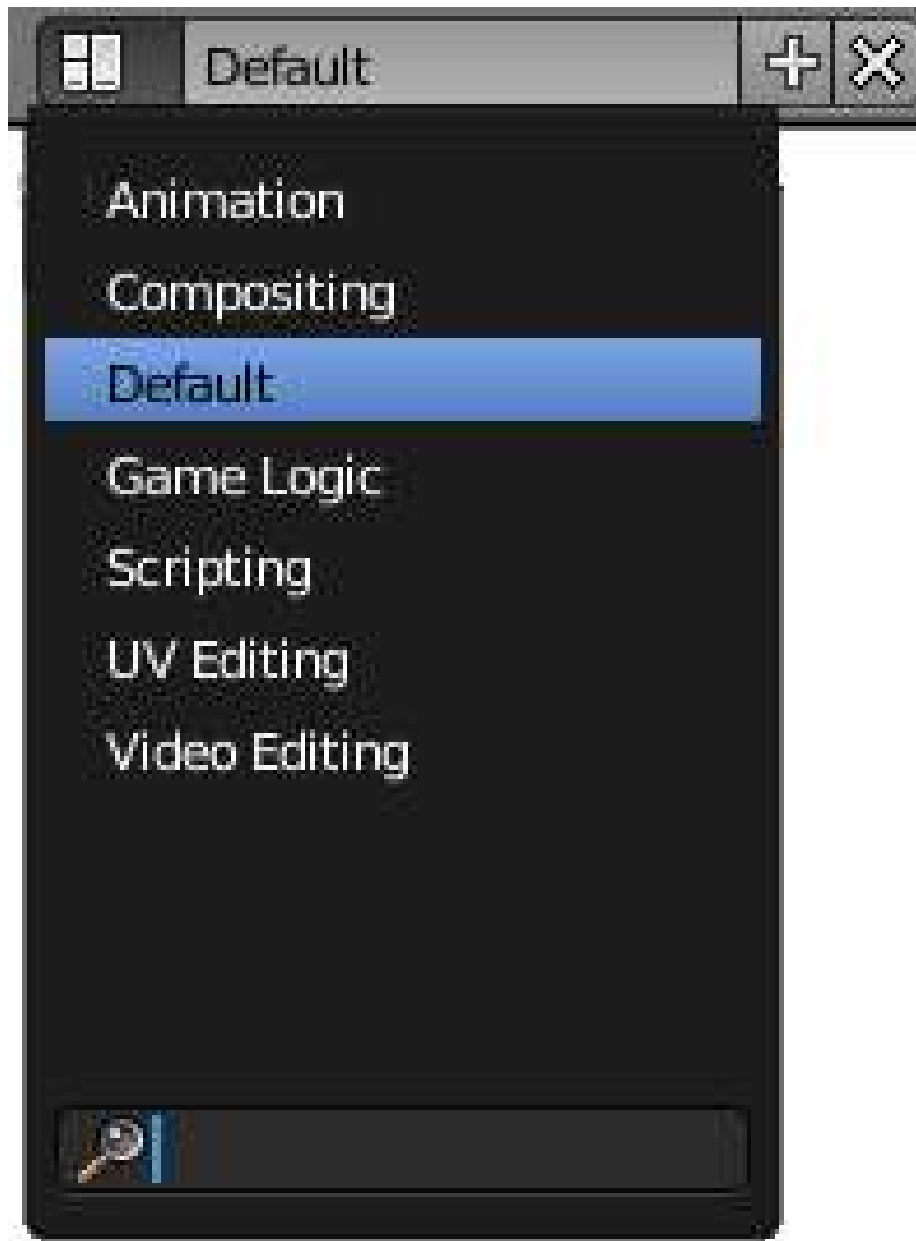 Default
Animation
Compositing
Default
Game Logic
Scripting
UV Editing
Video Editing